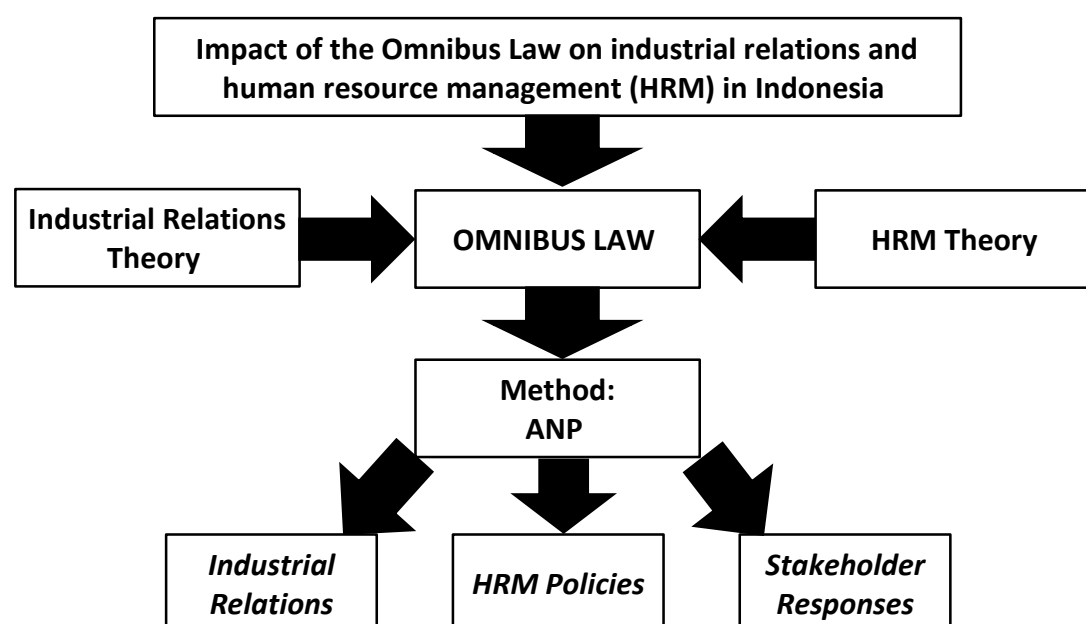 Impact of the Omnibus Law on industrial relations and
human resource management (HRM) in Indonesia
Industrial Relations
Theory
OMNIBUS LAW
HRM Theory
Method:
ANP
Industrial
Relations
HRM Policies
Stakeholder
Responses